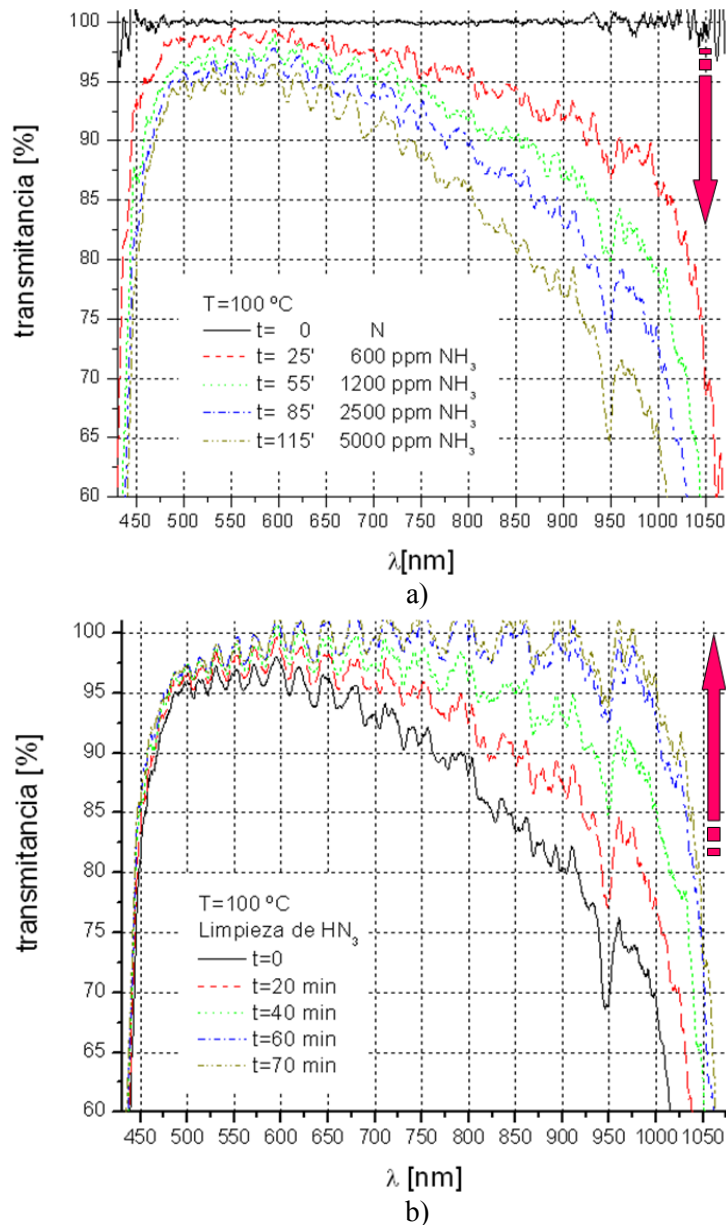 100
95
90
85
80
75
70
65
60
transmitancia [%]
T=100 ºC
t= 0 N
t= 25' 600 ppm NH₃
t= 55' 1200 ppm NH₃
t= 85' 2500 ppm NH₃
t=115' 5000 ppm NH₃
450 500 550 600 650 700 750 800 850 900 950 1000 1050
λ[nm]
a)
100
95
90
85
80
75
70
65
60
transmitancia [%]
T=100 ºC
Limpieza de HN₃
t=0
t=20 min
t=40 min
t=60 min
t=70 min
450 500 550 600 650 700 750 800 850 900 950 1000 1050
λ [nm]
b)